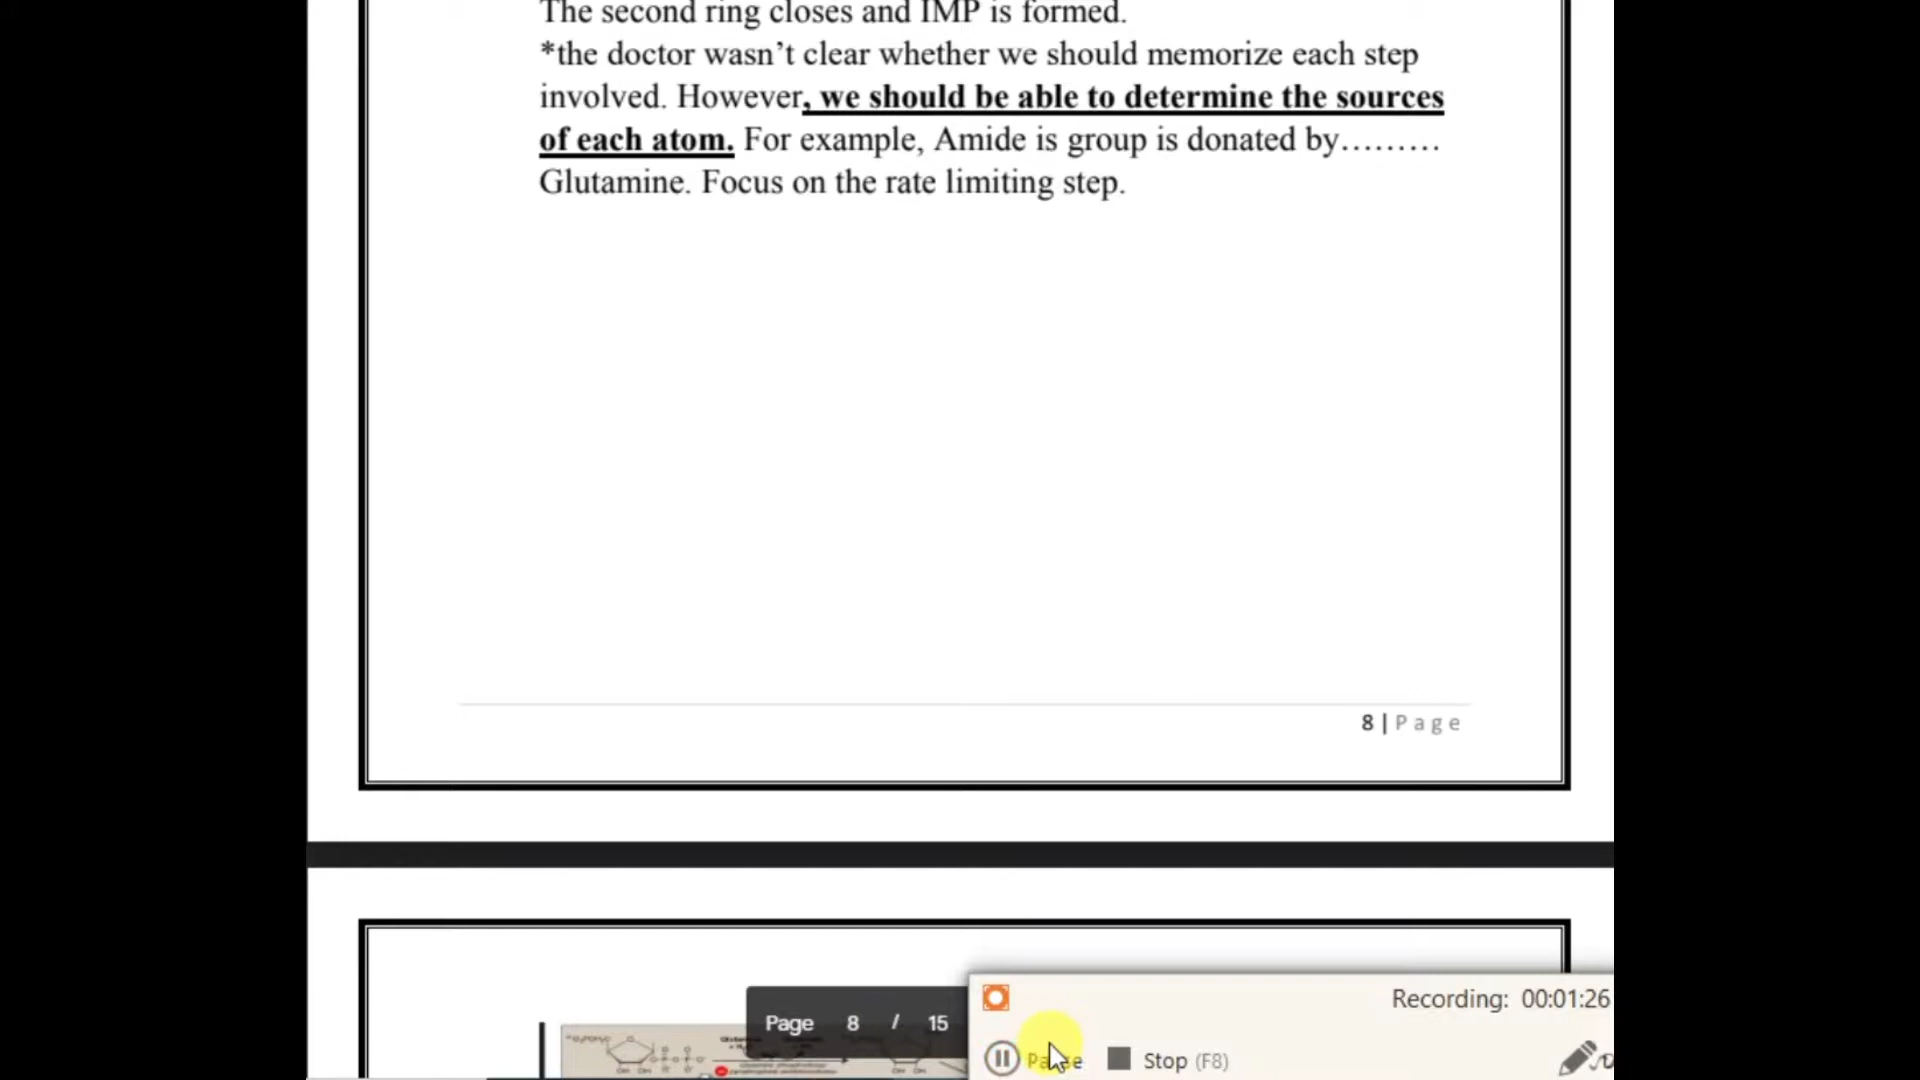 The second ring closes and IMP is formed.
*the doctor wasn’t clear whether we should memorize each step
involved. However, we should be able to determine the sources
of each atom. For example, Amide is group is donated by………
Glutamine. Focus on the rate limiting step.
8 | Page
Page 8 / 15
Recording: 00:01:26
Pause Stop (F8)